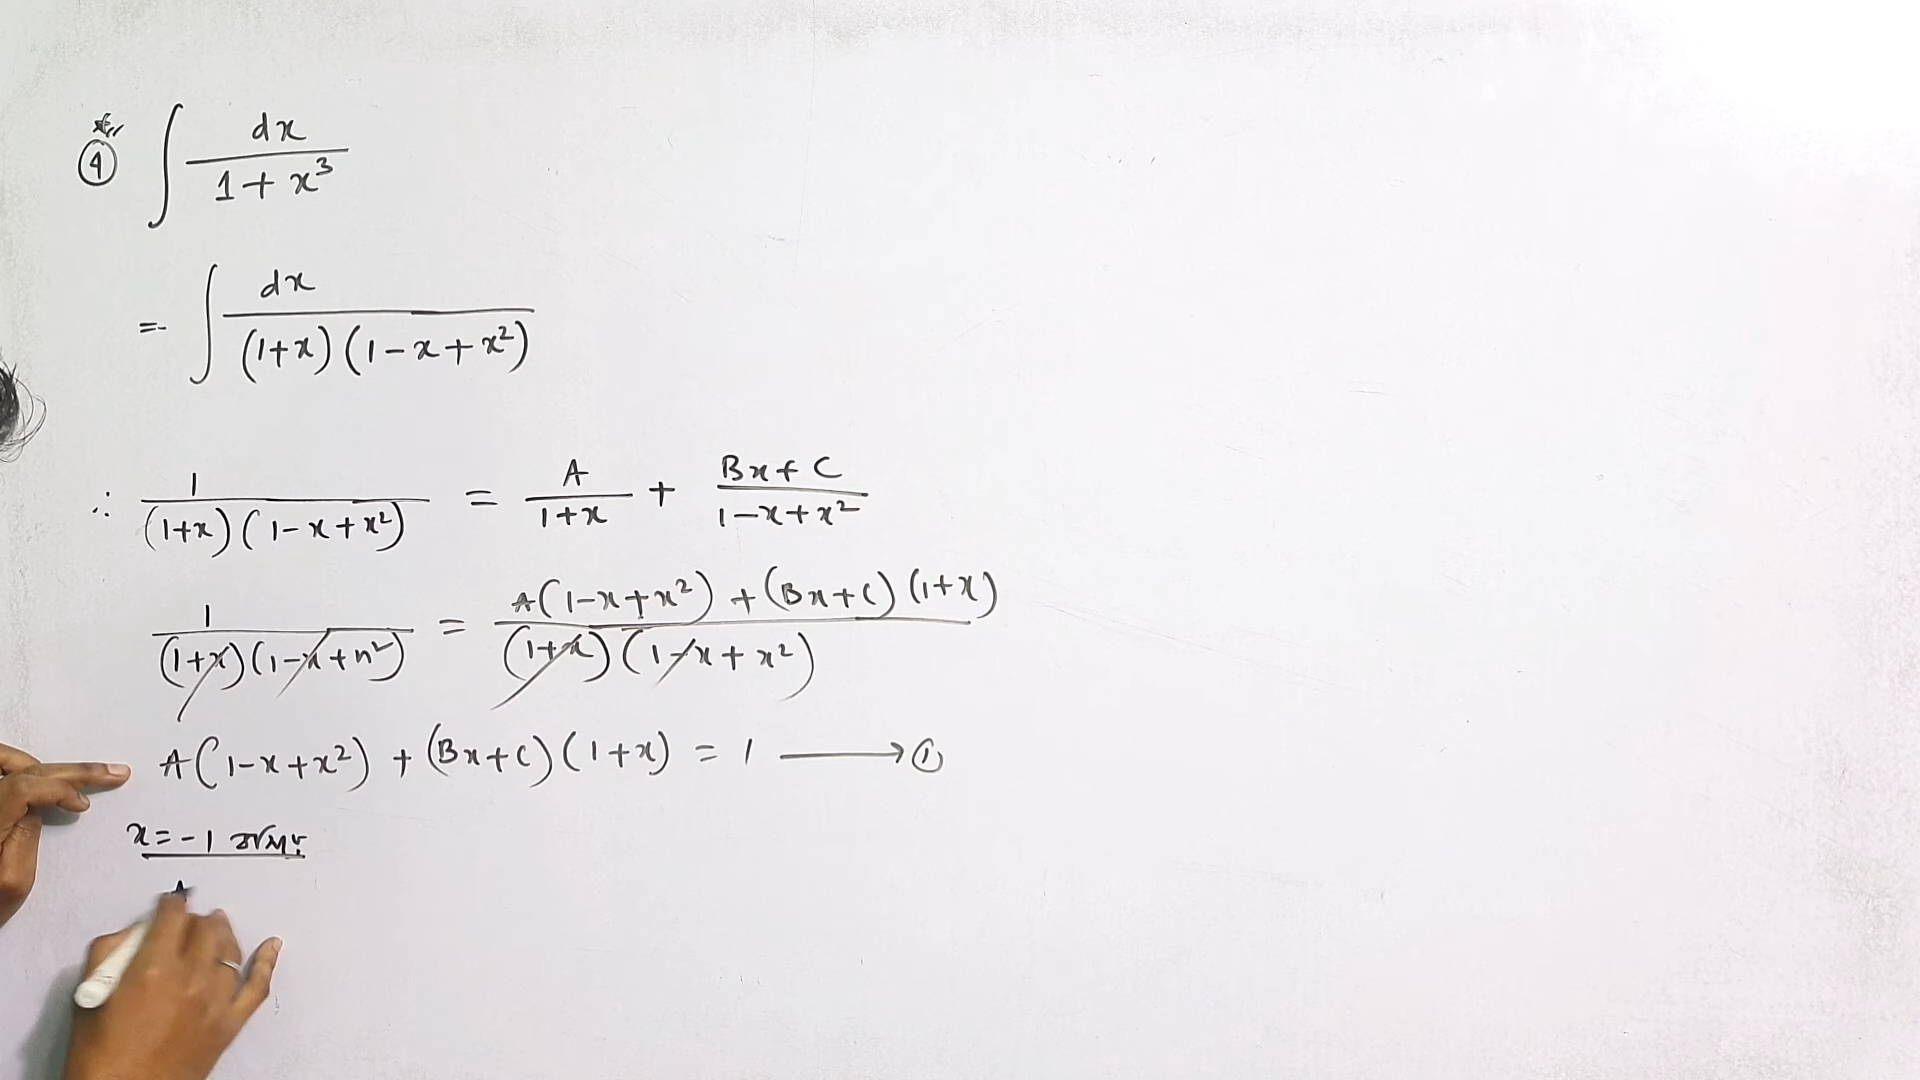 ④ ∫ dx / (1 + x³)
= ∫ dx / ((1+x)(1-x+x²))
∴ 1 / ((1+x)(1-x+x²)) = A / (1+x) + (Bx+C) / (1-x+x²)
1 / ((1+x)(1-x+x²)) = (A(1-x+x²) + (Bx+C)(1+x)) / ((1+x)(1-x+x²))
A(1-x+x²) + (Bx+C)(1+x) = 1 ⟶ ①
x = -1
A